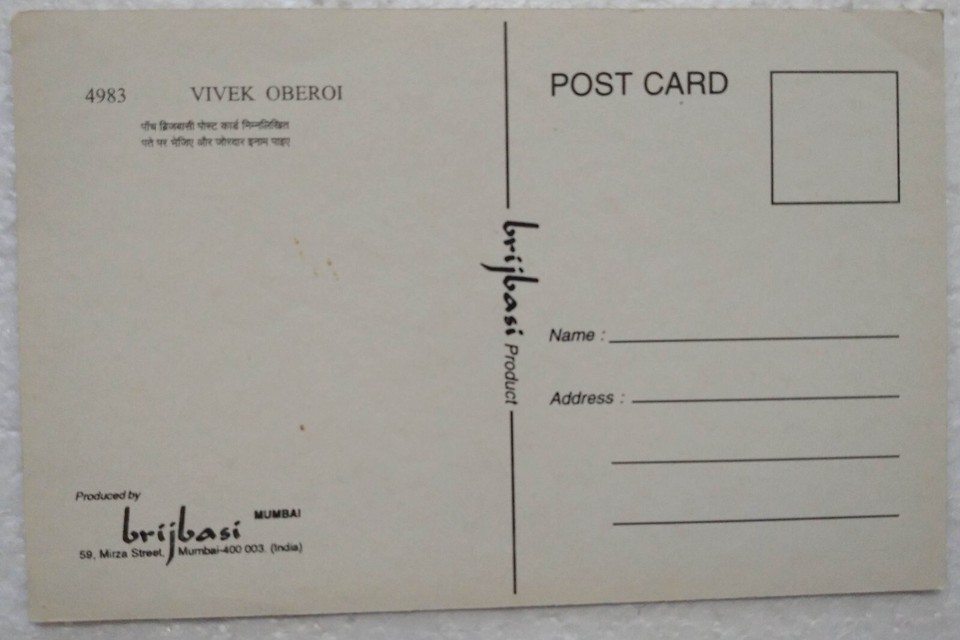 4983 VIVEK OBEROI
पाँच ब्रिजबासी पोस्ट कार्ड निम्नलिखित
पते पर भेजिए और जोरदार इनाम पाइए
Produced by
brijbasi MUMBAI
59, Mirza Street, Mumbai-400 003. (India)
brijbasi Product
POST CARD
Name :
Address :